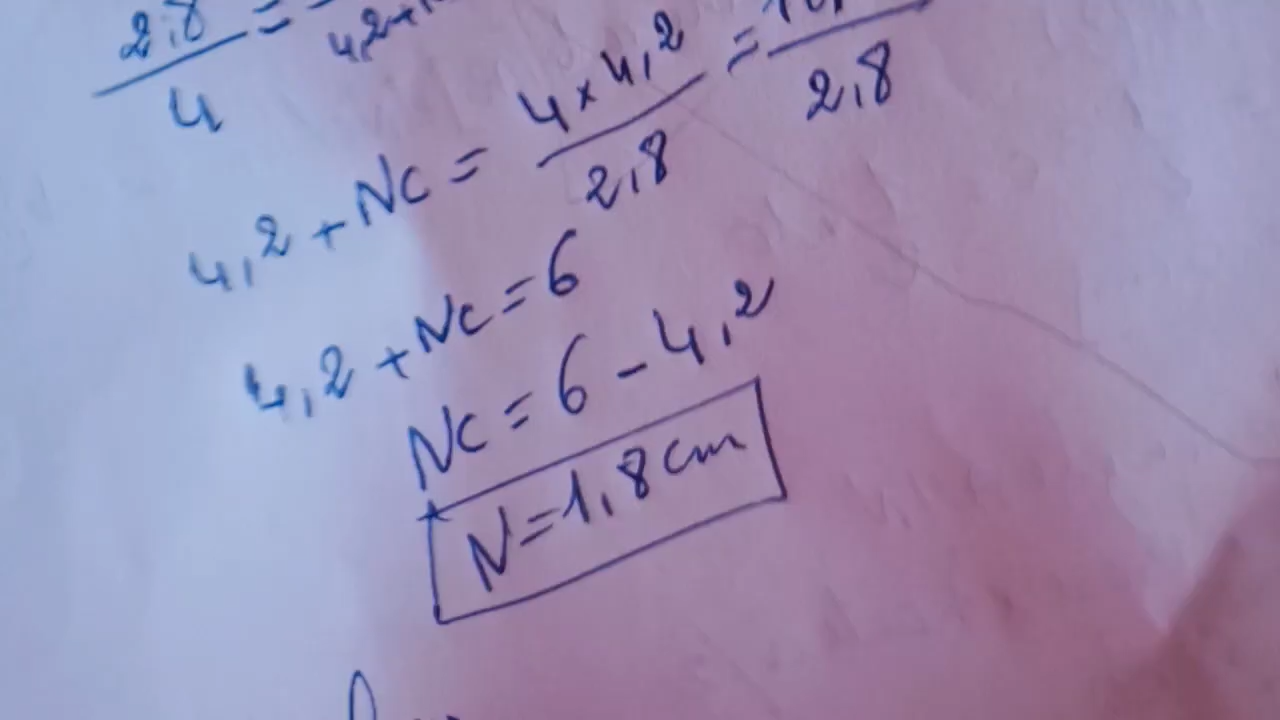 2,8/4 =
4,2 + NC = (4 × 4,2)/2,8 = /2,8
4,2 + NC = 6
NC = 6 - 4,2
N = 1,8 cm